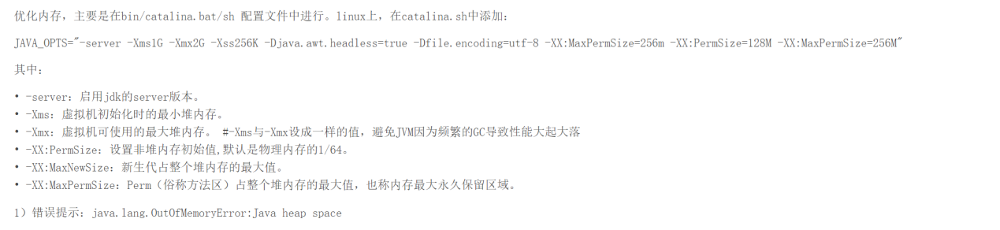 优化内存，主要是在bin/catalina.bat/sh 配置文件中进行。linux上，在catalina.sh中添加：
JAVA_OPTS="-server -Xms1G -Xmx2G -Xss256K -Djava.awt.headless=true -Dfile.encoding=utf-8 -XX:MaxPermSize=256m -XX:PermSize=128M -XX:MaxPermSize=256M"
其中：
• -server：启用jdk的server版本。
• -Xms：虚拟机初始化时的最小堆内存。
• -Xmx：虚拟机可使用的最大堆内存。 #-Xms与-Xmx设成一样的值，避免JVM因为频繁的GC导致性能大起大落
• -XX:PermSize：设置非堆内存初始值,默认是物理内存的1/64。
• -XX:MaxNewSize：新生代占整个堆内存的最大值。
• -XX:MaxPermSize：Perm（俗称方法区）占整个堆内存的最大值，也称内存最大永久保留区域。
1）错误提示：java.lang.OutOfMemoryError:Java heap space